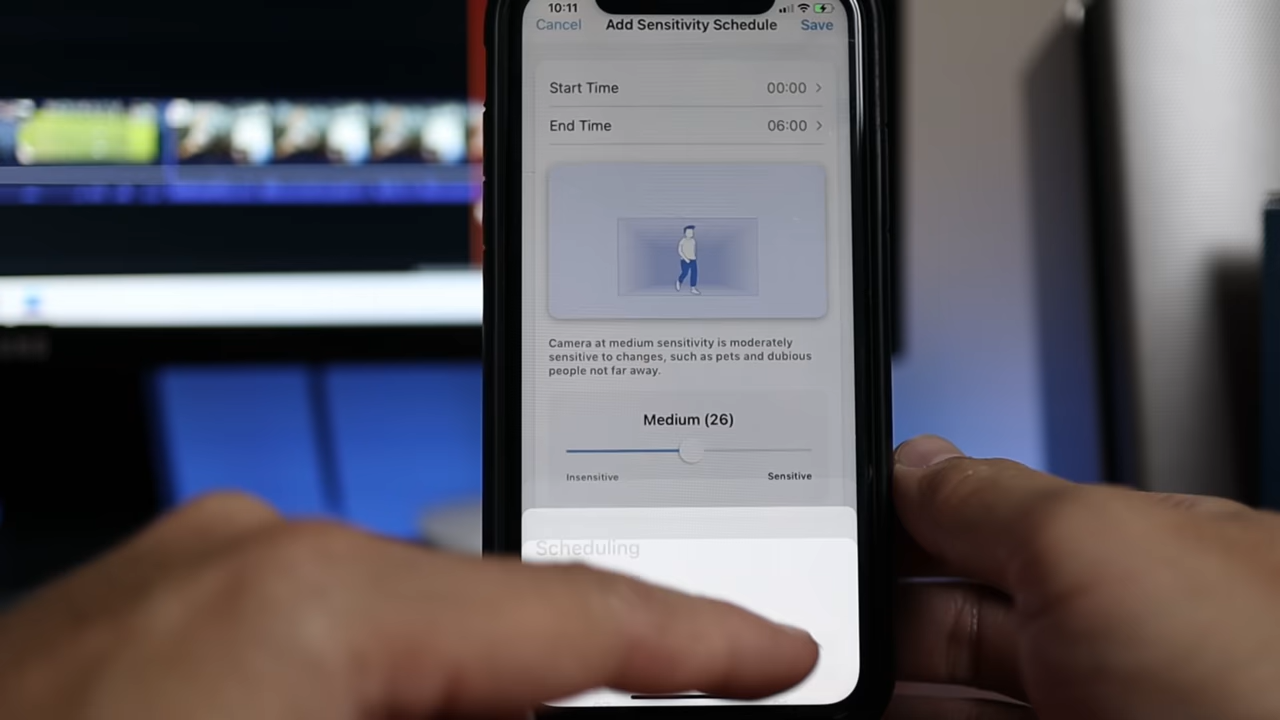 10:11
Cancel Add Sensitivity Schedule Save
Start Time 00:00
End Time 06:00
Camera at medium sensitivity is moderately
sensitive to changes, such as pets and dubious
people not far away.
Medium (26)
Insensitive Sensitive
Scheduling